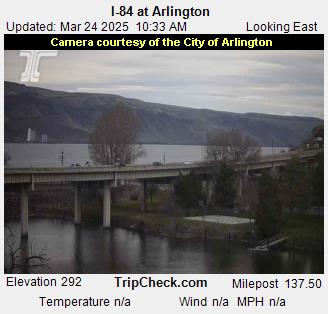 I-84 at Arlington
Updated: Mar 24 2025 10:33 AM Looking East
Camera courtesy of the City of Arlington
Elevation 292 TripCheck.com Milepost 137.50
Temperature n/a Wind n/a MPH n/a